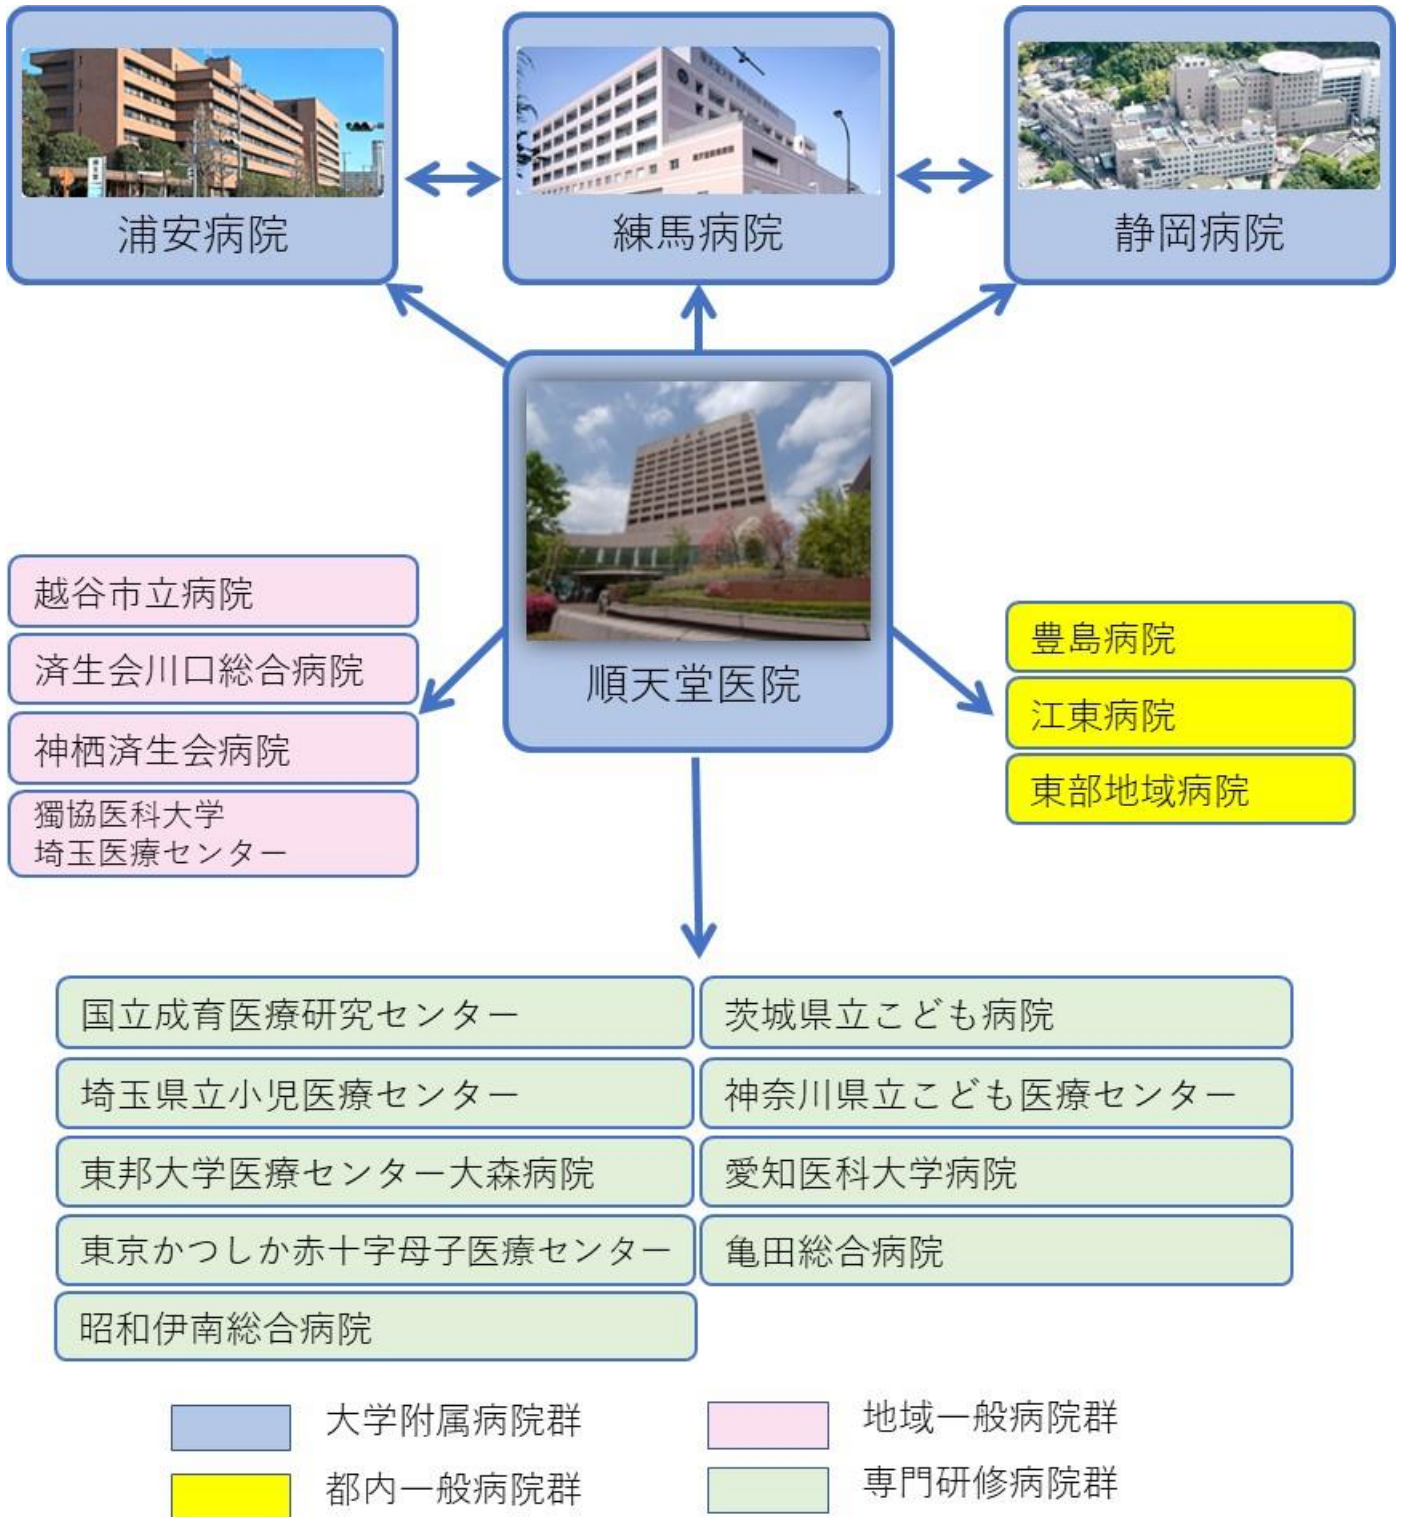 浦安病院
練馬病院
静岡病院
順天堂医院
越谷市立病院
済生会川口総合病院
神栖済生会病院
獨協医科大学
埼玉医療センター
豊島病院
江東病院
東部地域病院
国立成育医療研究センター
茨城県立こども病院
埼玉県立小児医療センター
神奈川県立こども医療センター
東邦大学医療センター大森病院
愛知医科大学病院
東京かつしか赤十字母子医療センター
亀田総合病院
昭和伊南総合病院
大学附属病院群
地域一般病院群
都内一般病院群
専門研修病院群